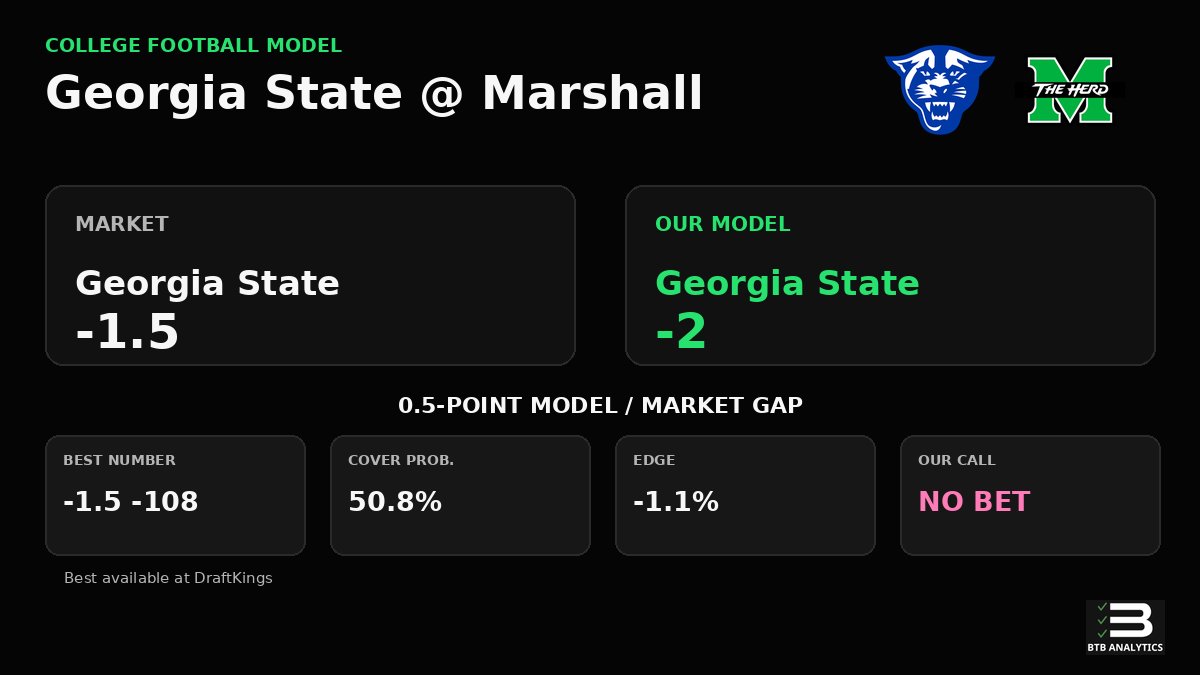 COLLEGE FOOTBALL MODEL
Georgia State @ Marshall
THE HERD
MARKET
Georgia State
-1.5
OUR MODEL
Georgia State
-2
0.5-POINT MODEL / MARKET GAP
BEST NUMBER
-1.5 -108
COVER PROB.
50.8%
EDGE
-1.1%
OUR CALL
NO BET
Best available at DraftKings
BTB ANALYTICS